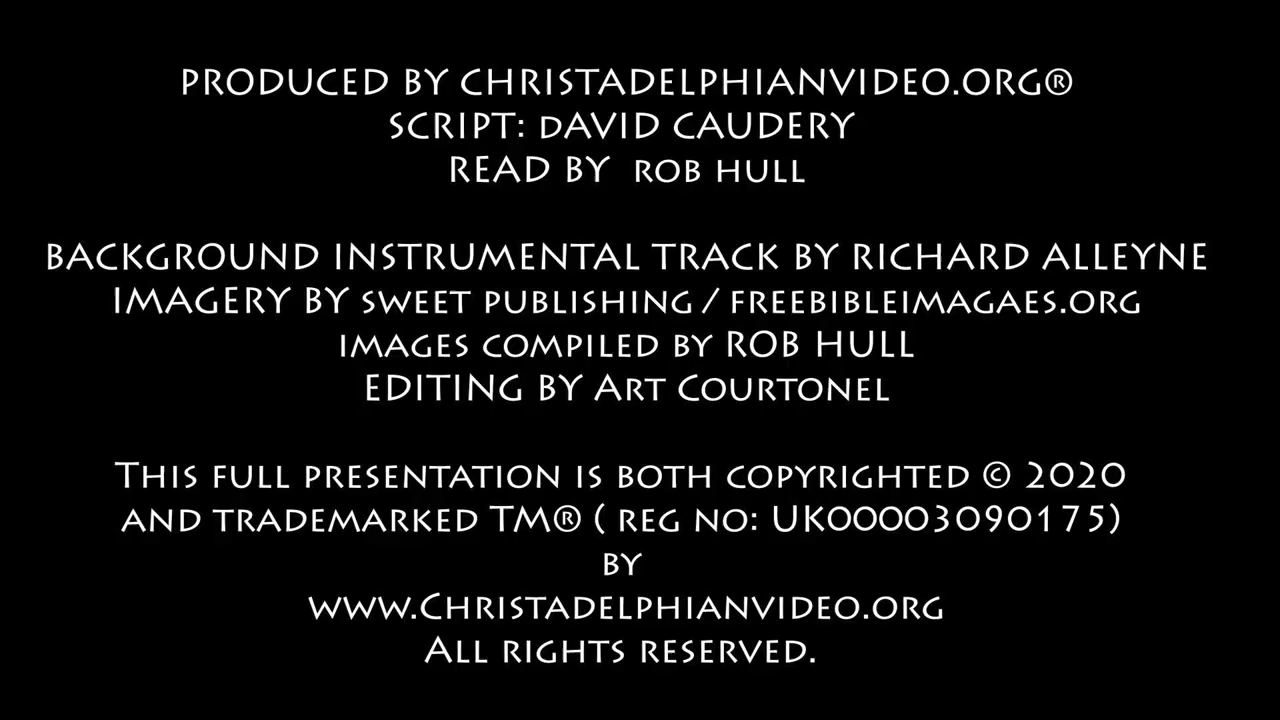 PRODUCED BY CHRISTADELPHIANVIDEO.ORG®
SCRIPT: DAVID CAUDERY
READ BY ROB HULL
BACKGROUND INSTRUMENTAL TRACK BY RICHARD ALLEYNE
IMAGERY BY SWEET PUBLISHING / FREEBIBLEIMAGAES.ORG
IMAGES COMPILED BY ROB HULL
EDITING BY ART COURTONEL
THIS FULL PRESENTATION IS BOTH COPYRIGHTED © 2020
AND TRADEMARKED TM® ( REG NO: UK00003090175)
BY
WWW.CHRISTADELPHIANVIDEO.ORG
ALL RIGHTS RESERVED.